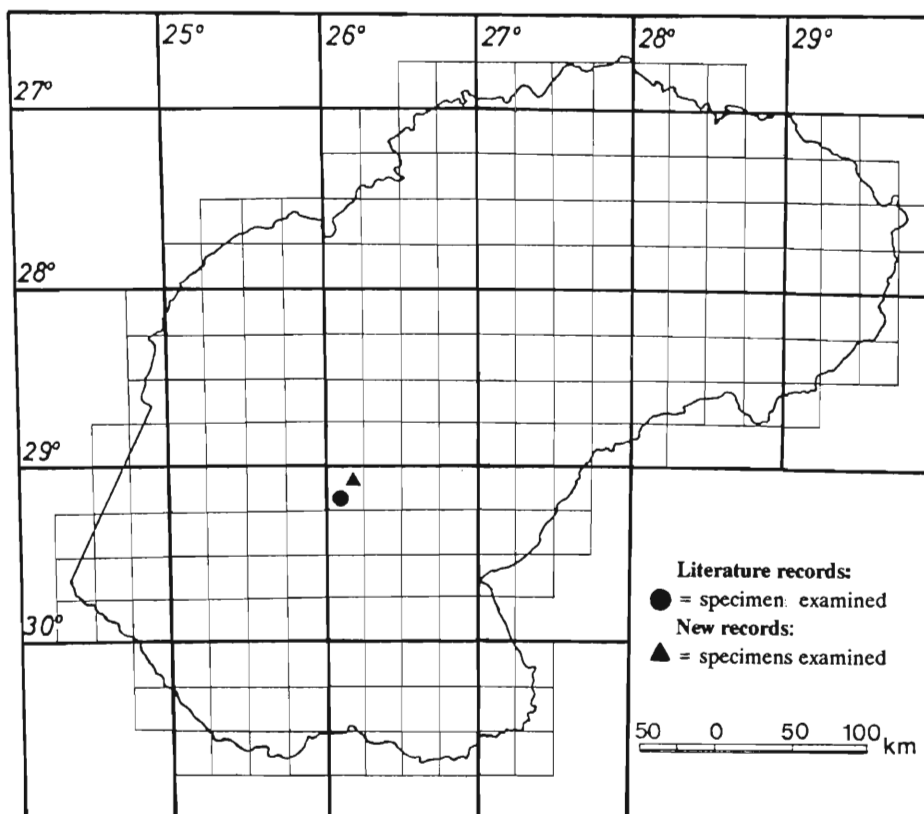 25° 26° 27° 28° 29°
27°
28°
29°
30°
Literature records:
● = specimen examined
New records:
▲ = specimens examined
50 0 50 100 km